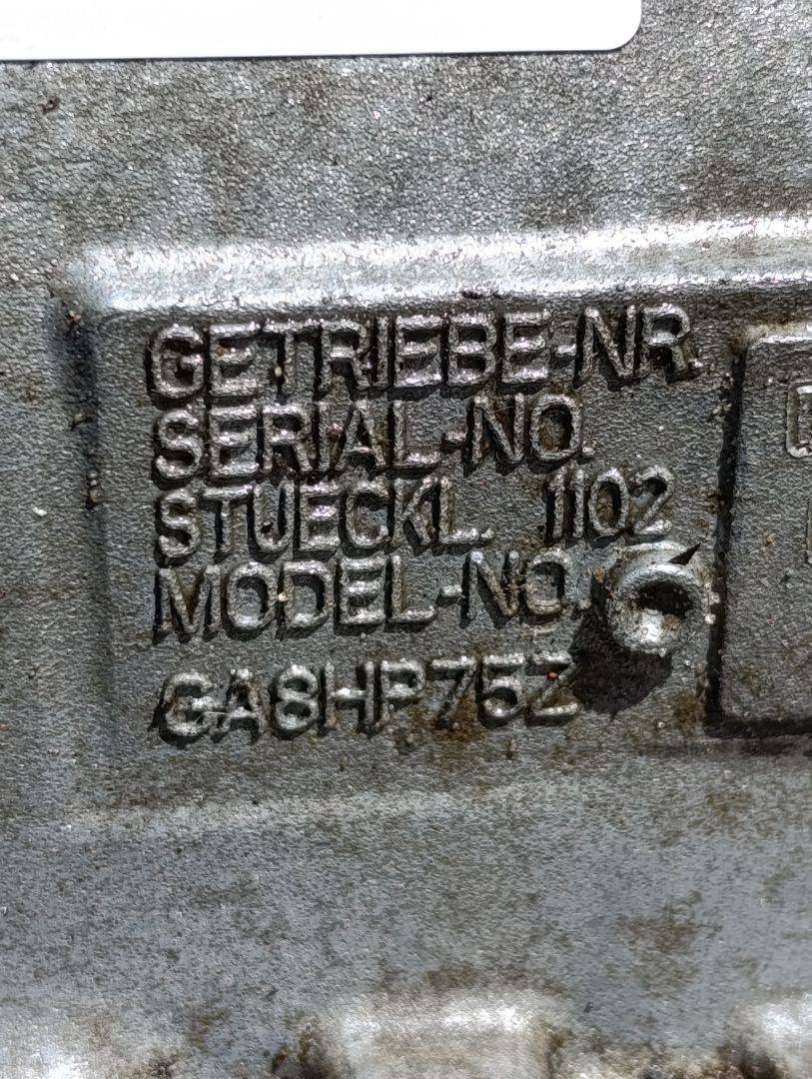 GETRIEBE-NR.
SERIAL-NO.
STUECKL. 1102
MODEL-NO.
GA8HP75Z